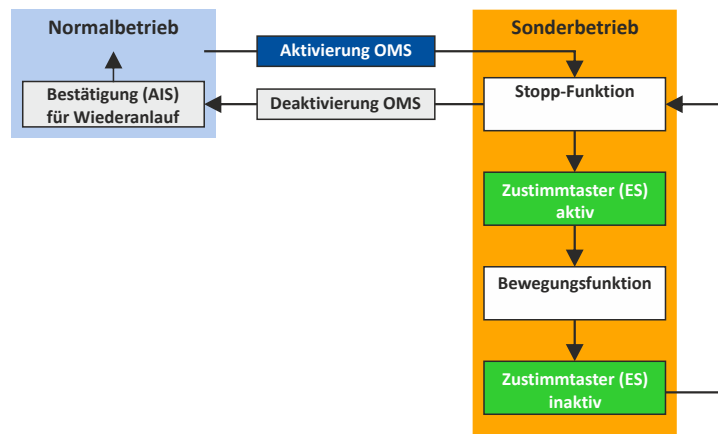 Normalbetrieb
Aktivierung OMS
Sonderbetrieb
Bestätigung (AIS)
für Wiederanlauf
Deaktivierung OMS
Stopp-Funktion
Zustimmtaster (ES)
aktiv
Bewegungsfunktion
Zustimmtaster (ES)
inaktiv